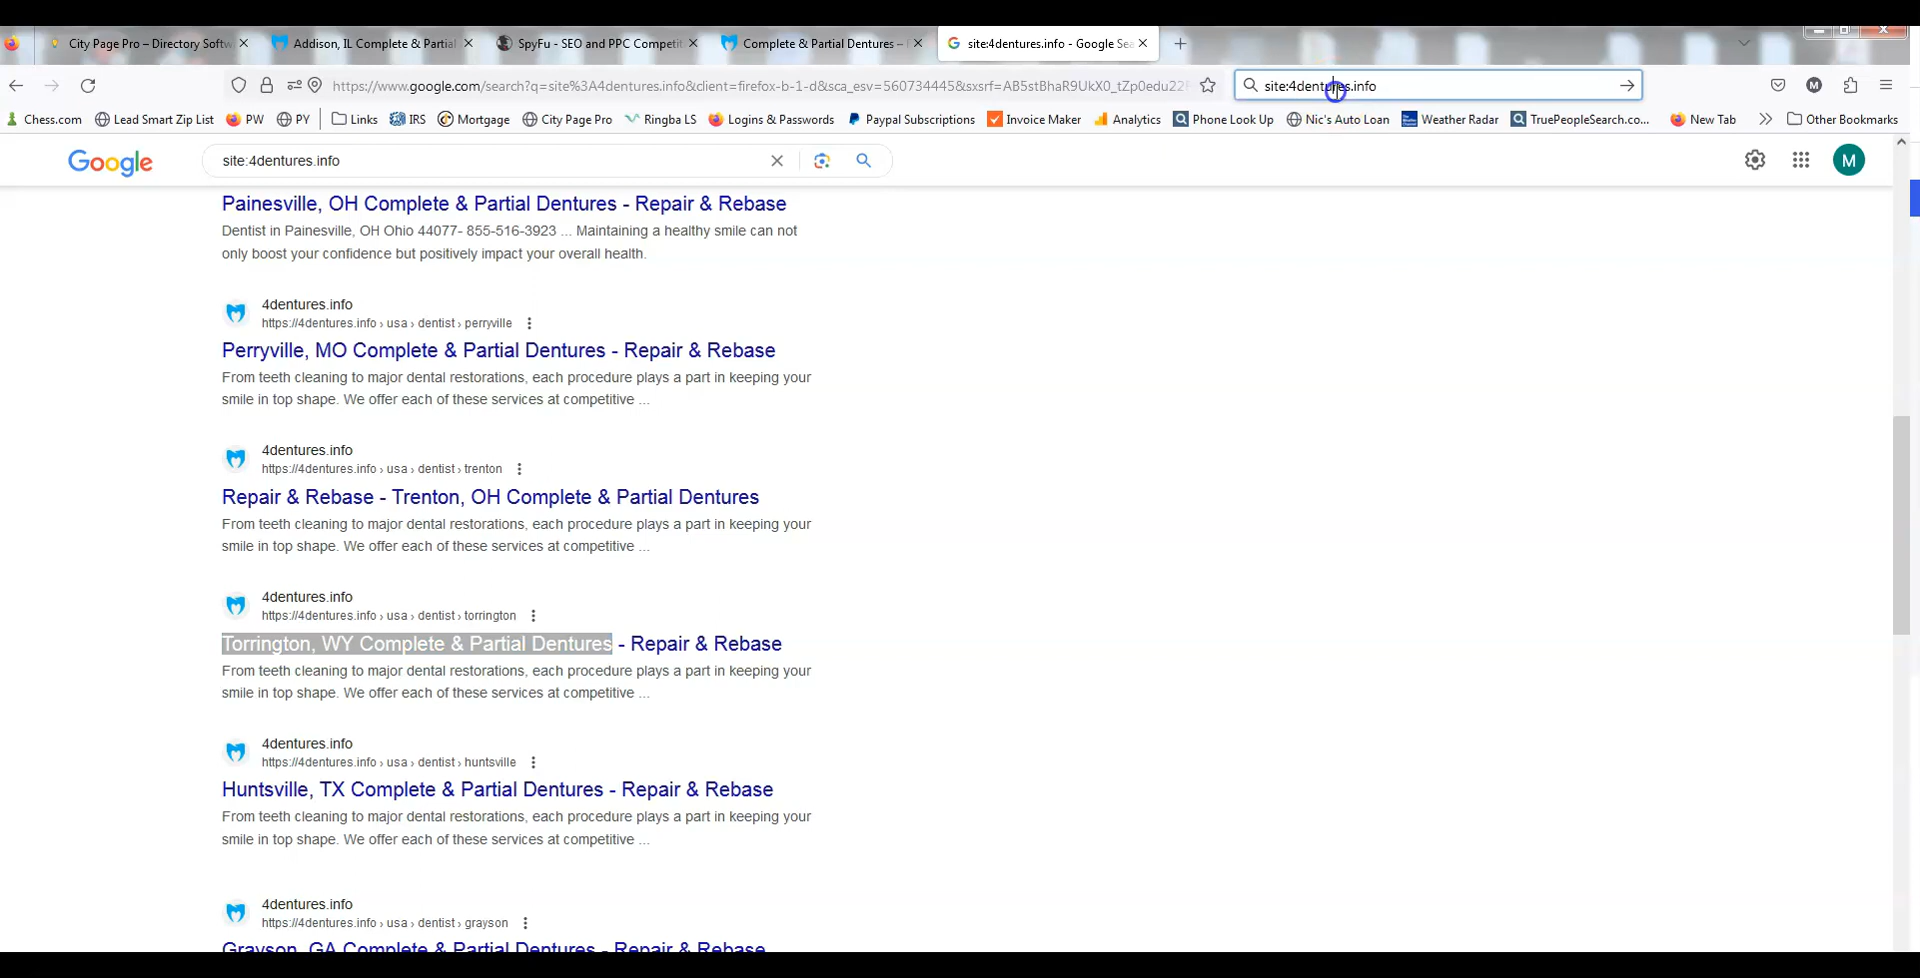 City Page Pro – Directory Softw
Addison, IL Complete & Partial
SpyFu - SEO and PPC Competit
Complete & Partial Dentures –
site:4dentures.info - Google Sea
https://www.google.com/search?q=site%3A4dentures.info&client=firefox-b-1-d&sca_esv=560734445&sxsrf=AB5stBhaR9UkX0_tZp0edu22F
site:4dentures.info
M
Chess.com
Lead Smart Zip List
PW
PY
Links
IRS
Mortgage
City Page Pro
Ringba LS
Logins & Passwords
Paypal Subscriptions
Invoice Maker
Analytics
Phone Look Up
Nic's Auto Loan
Weather Radar
TruePeopleSearch.co...
New Tab
Other Bookmarks
Google
site:4dentures.info
M
Painesville, OH Complete & Partial Dentures - Repair & Rebase
Dentist in Painesville, OH Ohio 44077- 855-516-3923 ... Maintaining a healthy smile can not
only boost your confidence but positively impact your overall health.
4dentures.info
https://4dentures.info › usa › dentist › perryville
Perryville, MO Complete & Partial Dentures - Repair & Rebase
From teeth cleaning to major dental restorations, each procedure plays a part in keeping your
smile in top shape. We offer each of these services at competitive ...
4dentures.info
https://4dentures.info › usa › dentist › trenton
Repair & Rebase - Trenton, OH Complete & Partial Dentures
From teeth cleaning to major dental restorations, each procedure plays a part in keeping your
smile in top shape. We offer each of these services at competitive ...
4dentures.info
https://4dentures.info › usa › dentist › torrington
Torrington, WY Complete & Partial Dentures - Repair & Rebase
From teeth cleaning to major dental restorations, each procedure plays a part in keeping your
smile in top shape. We offer each of these services at competitive ...
4dentures.info
https://4dentures.info › usa › dentist › huntsville
Huntsville, TX Complete & Partial Dentures - Repair & Rebase
From teeth cleaning to major dental restorations, each procedure plays a part in keeping your
smile in top shape. We offer each of these services at competitive ...
4dentures.info
https://4dentures.info › usa › dentist › grayson
Grayson, GA Complete & Partial Dentures - Repair & Rebase